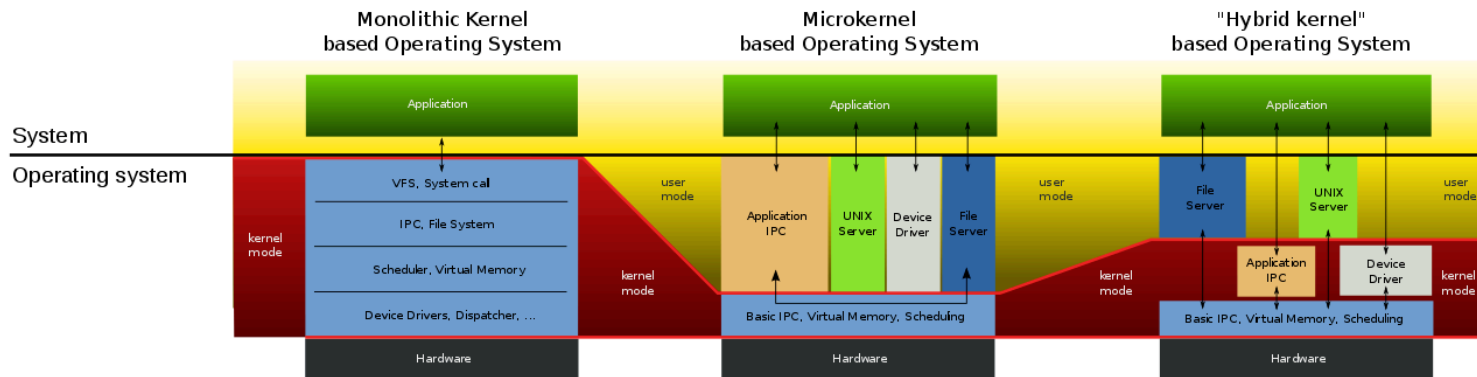 Monolithic Kernel
based Operating System
Microkernel
based Operating System
"Hybrid kernel"
based Operating System
Application
Application
Application
System
Operating system
kernel
mode
VFS, System call
IPC, File System
Scheduler, Virtual Memory
Device Drivers, Dispatcher, ...
Hardware
user
mode
kernel
mode
Application
IPC
UNIX
Server
Device
Driver
File
Server
Basic IPC, Virtual Memory, Scheduling
Hardware
user
mode
kernel
mode
File
Server
UNIX
Server
Application
IPC
Device
Driver
Basic IPC, Virtual Memory, Scheduling
Hardware
user
mode
kernel
mode